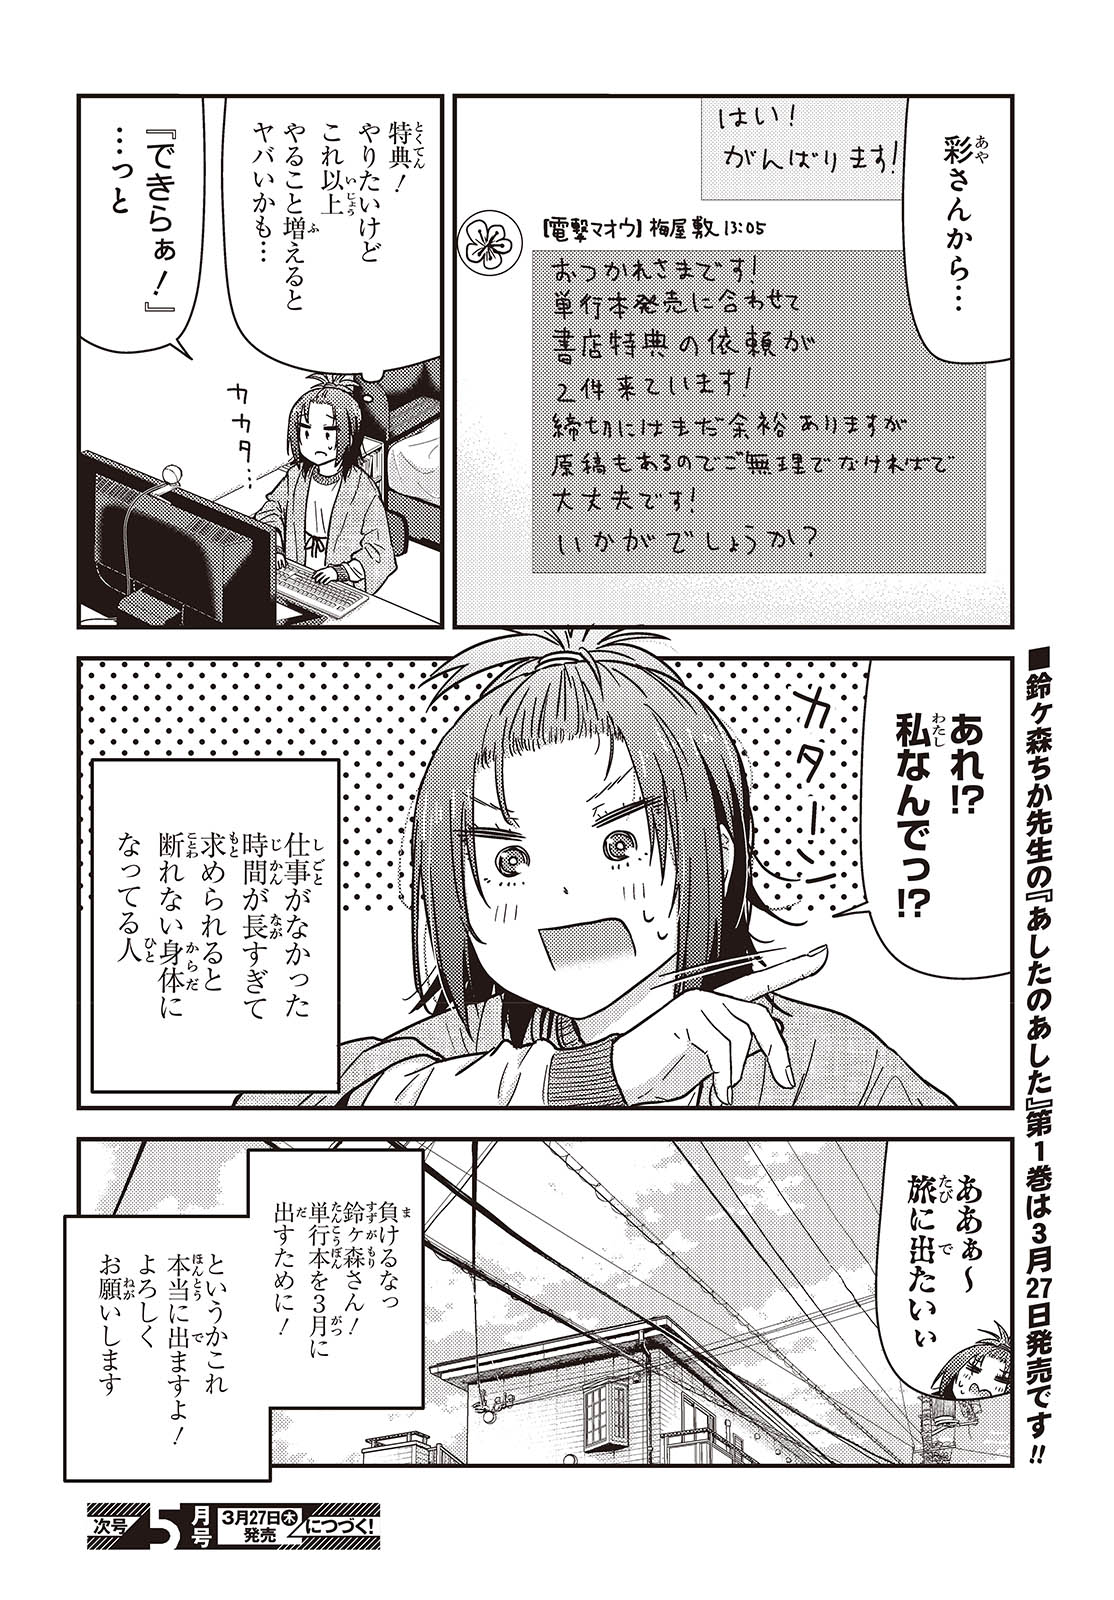 彩さんから…
はい!
がんばります!
【電撃マオウ】梅屋敷 13:05
おつかれさまです!
単行本発売に合わせて
書店特典の依頼が
2件来ています!
締切にはまだ余裕ありますが
原稿もあるのでご無理でなければで
大丈夫です!
いかがでしょうか?
特典!
やりたいけど
これ以上
やること増えると
ヤバいかも…
『できらぁ!』
…っと
カカタ…
あれ!?
私なんでっ!?
カターン
仕事がなかった
時間が長すぎて
求められると
断れない身体に
なってる人
ああぁ〜
旅に出たいぃ
負けるなっ
鈴ヶ森さん!
単行本を3月に
出すために!
というかこれ
本当に出ますよ!
よろしく
お願いします
■鈴ヶ森ちか先生の『あしたのあした』第1巻は3月27日発売です!!
次号5月号 3月27日(木)発売 につづく!